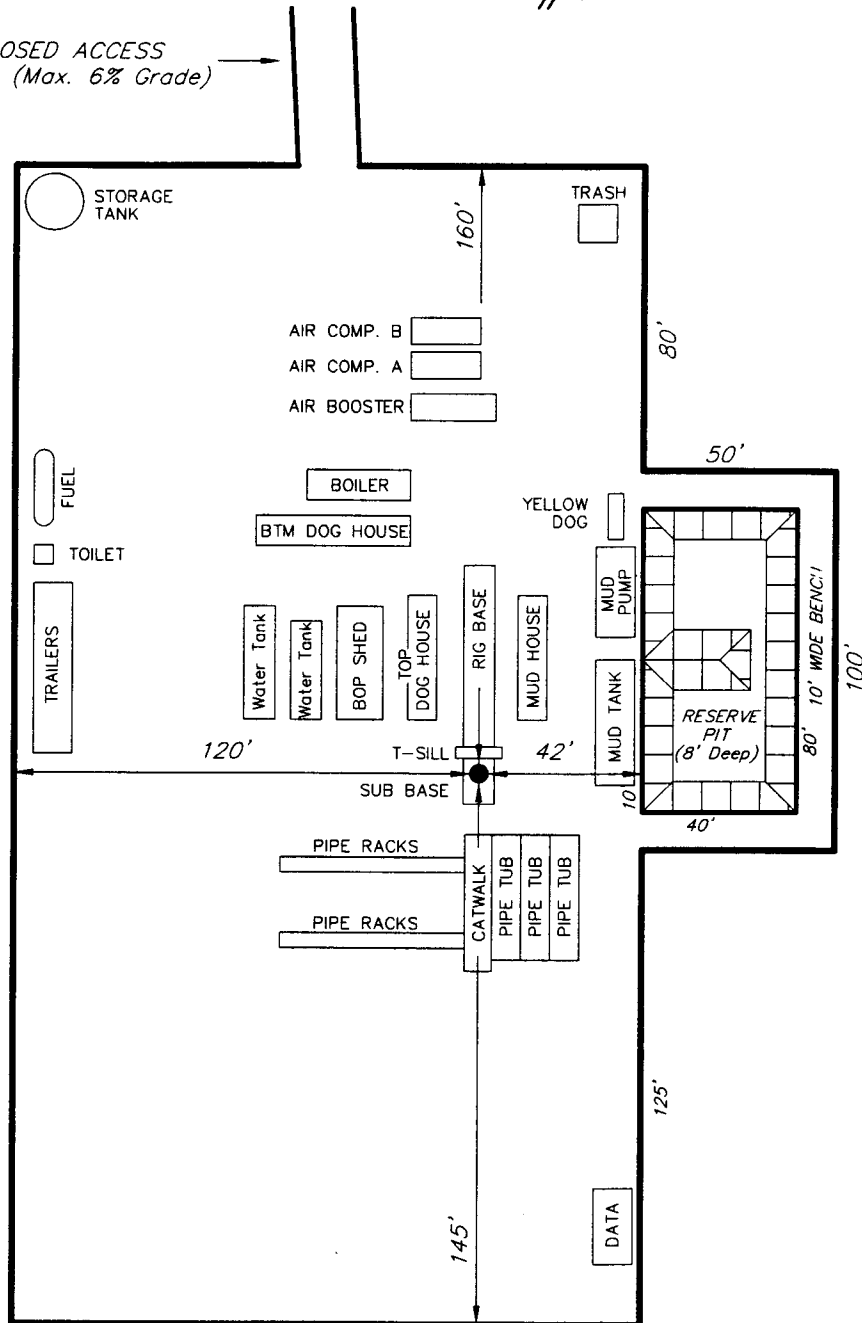 OSED ACCESS
(Max. 6% Grade)
STORAGE
TANK
TRASH
160'
AIR COMP. B
AIR COMP. A
AIR BOOSTER
80'
50'
FUEL
BOILER
YELLOW
DOG
BTM DOG HOUSE
TOILET
TRAILERS
Water Tank
Water Tank
BOP SHED
TOP
DOG HOUSE
RIG BASE
MUD HOUSE
MUD
PUMP
MUD TANK
RESERVE
PIT
(8' Deep)
10' WIDE BENCH
100'
80'
120'
T-SILL
42'
SUB BASE
10'
40'
PIPE RACKS
PIPE RACKS
CATWALK
PIPE TUB
PIPE TUB
PIPE TUB
125'
145'
DATA